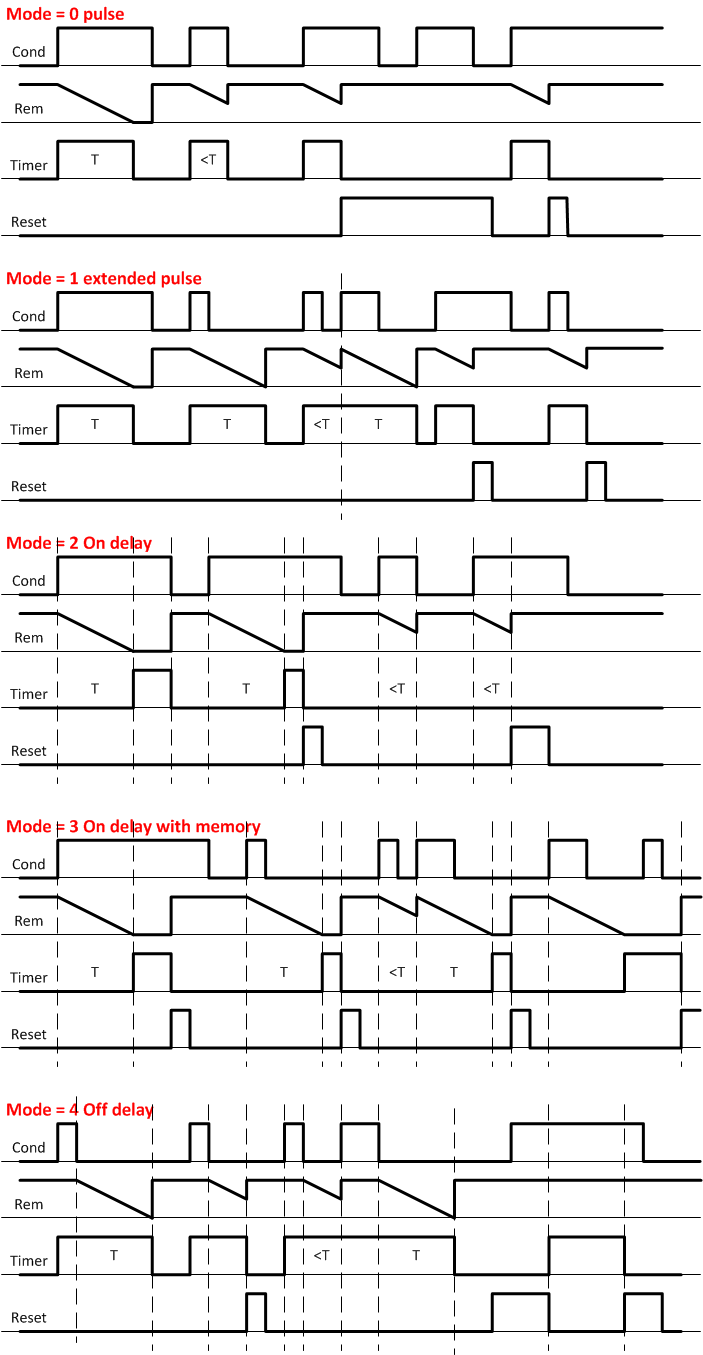 Mode = 0 pulse
Cond
Rem
Timer T <T
Reset
Mode = 1 extended pulse
Cond
Rem
Timer T T <T T
Reset
Mode = 2 On delay
Cond
Rem
Timer T T <T <T
Reset
Mode = 3 On delay with memory
Cond
Rem
Timer T T <T T
Reset
Mode = 4 Off delay
Cond
Rem
Timer T <T T
Reset